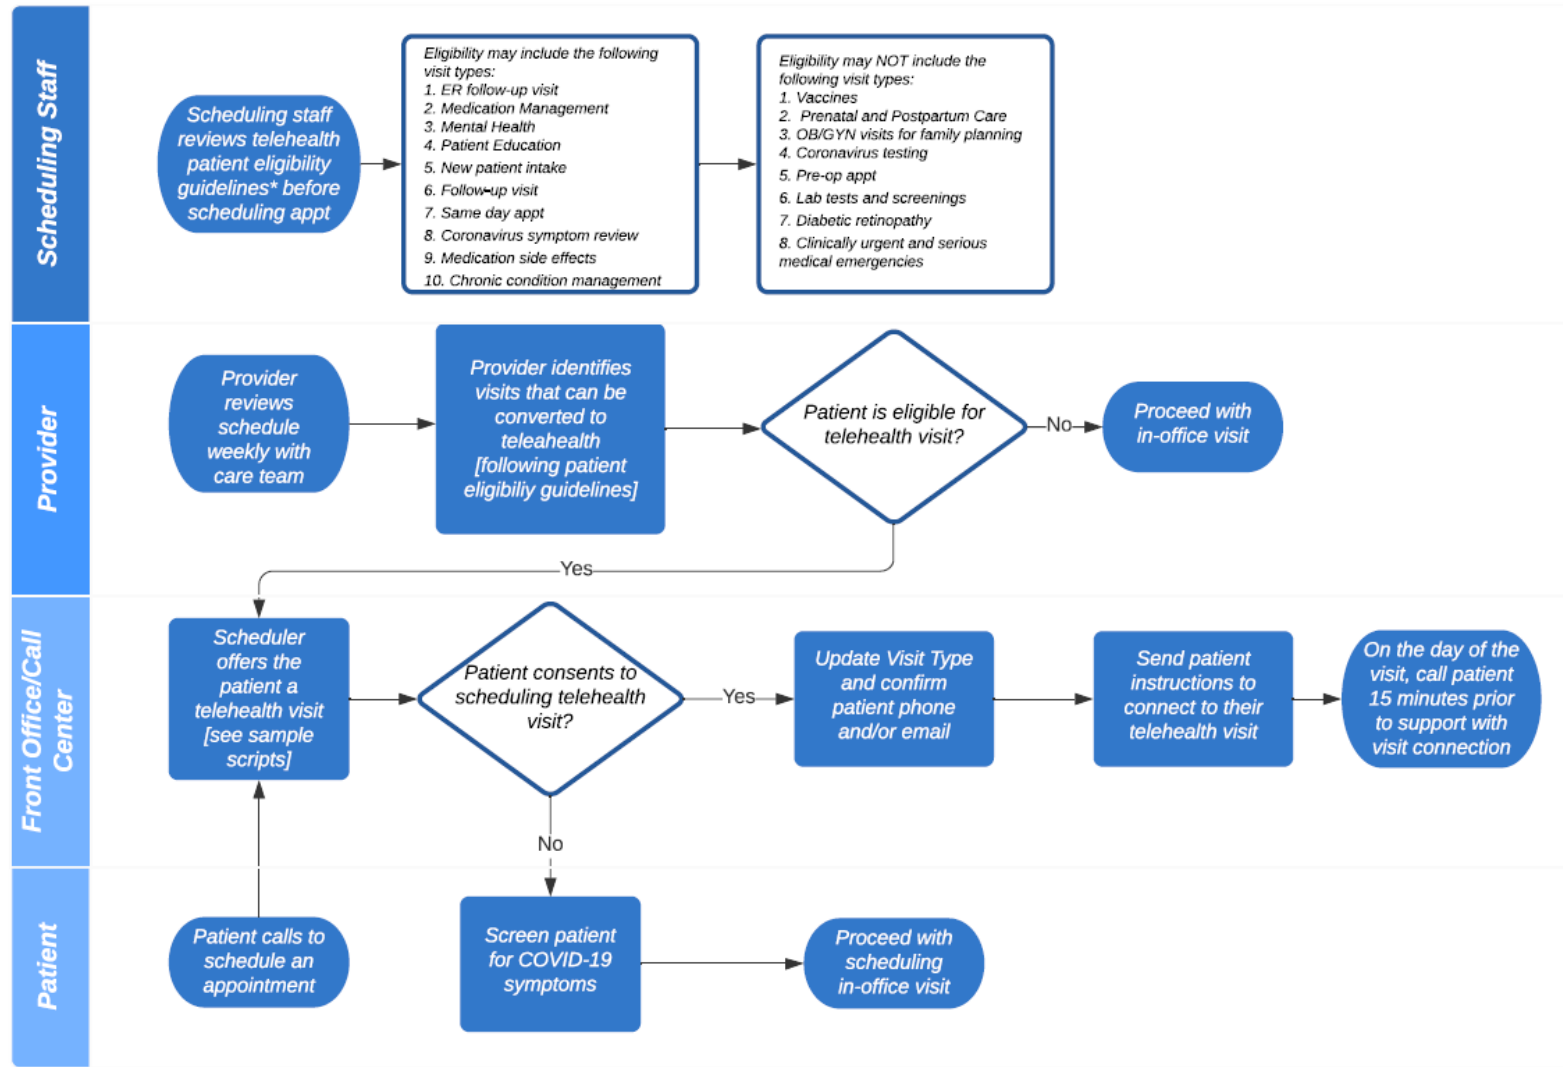 Scheduling Staff
Scheduling staff
reviews telehealth
patient eligibility
guidelines* before
scheduling appt
Eligibility may include the following
visit types:
1. ER follow-up visit
2. Medication Management
3. Mental Health
4. Patient Education
5. New patient intake
6. Follow-up visit
7. Same day appt
8. Coronavirus symptom review
9. Medication side effects
10. Chronic condition management
Eligibility may NOT include the
following visit types:
1. Vaccines
2. Prenatal and Postpartum Care
3. OB/GYN visits for family planning
4. Coronavirus testing
5. Pre-op appt
6. Lab tests and screenings
7. Diabetic retinopathy
8. Clinically urgent and serious
medical emergencies
Provider
Provider
reviews
schedule
weekly with
care team
Provider identifies
visits that can be
converted to
teleahealth
[following patient
eligibiliy guidelines]
Patient is eligible for
telehealth visit?
No
Proceed with
in-office visit
Yes
Front Office/Call
Center
Scheduler
offers the
patient a
telehealth visit
[see sample
scripts]
Patient consents to
scheduling telehealth
visit?
Yes
Update Visit Type
and confirm
patient phone
and/or email
Send patient
instructions to
connect to their
telehealth visit
On the day of the
visit, call patient
15 minutes prior
to support with
visit connection
No
Patient
Patient calls to
schedule an
appointment
Screen patient
for COVID-19
symptoms
Proceed with
scheduling
in-office visit